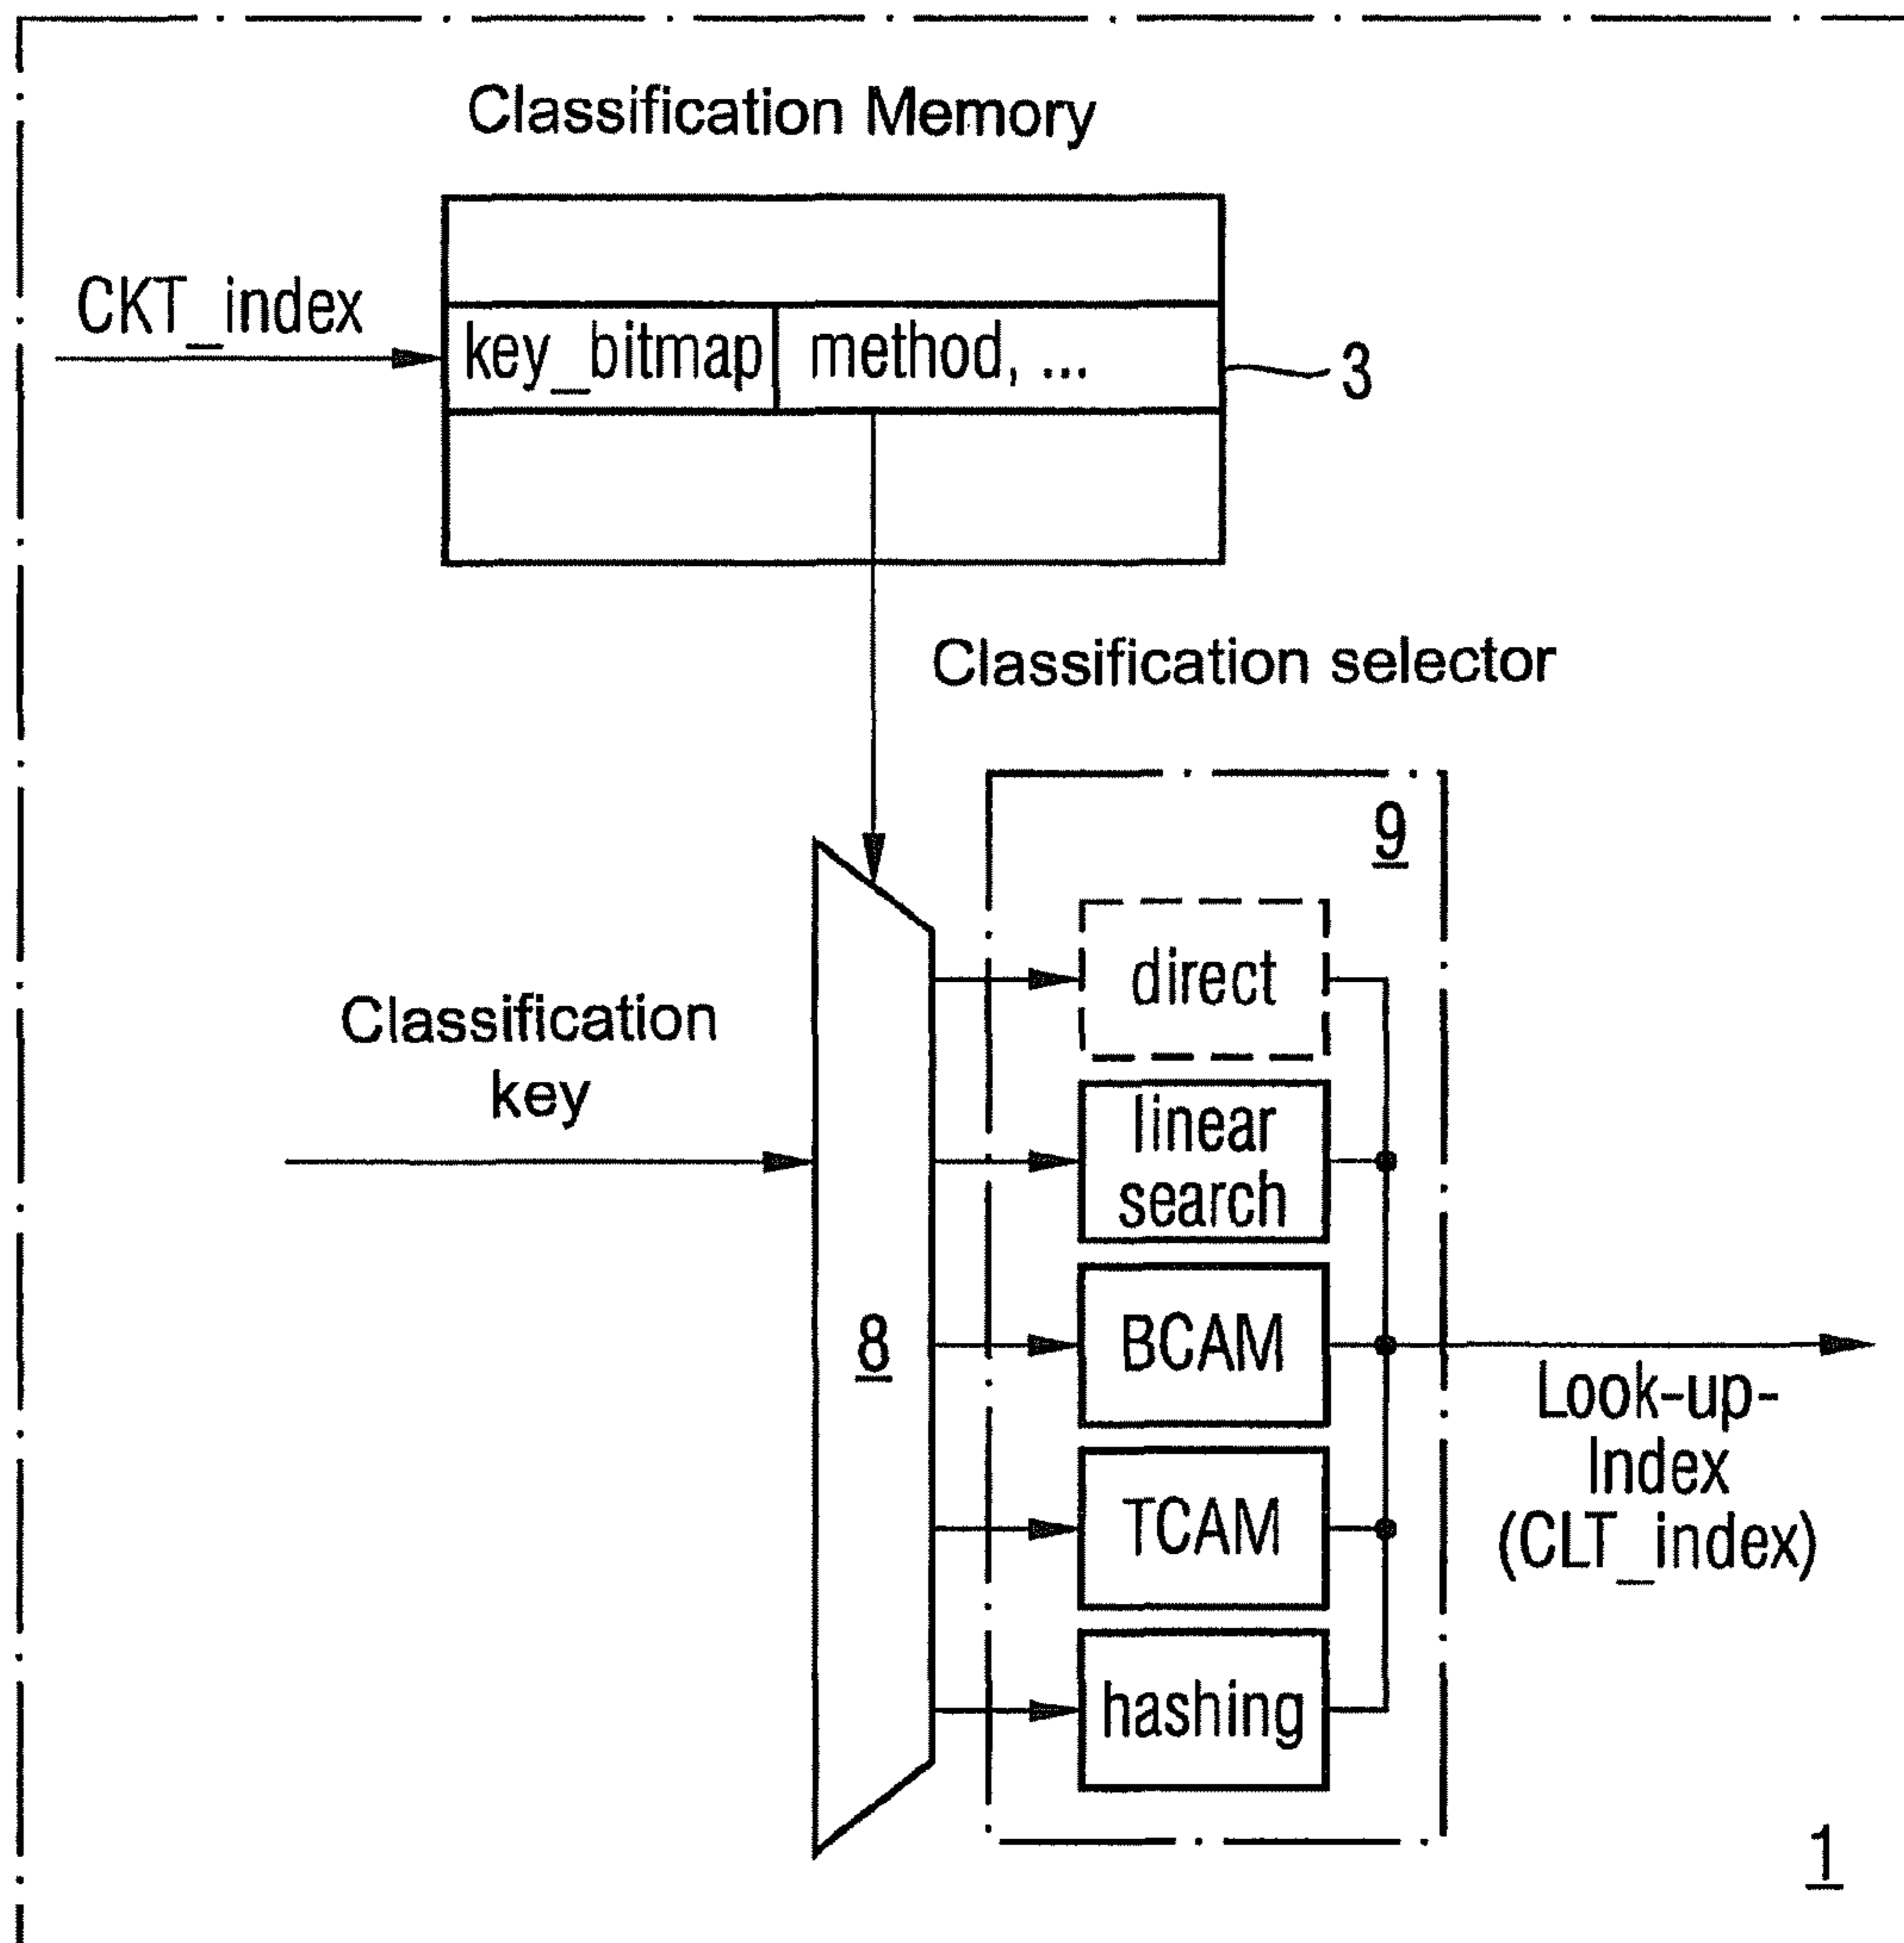 Classification Memory
CKT_index
key_bitmap
method, ...
3
Classification selector
9
direct
Classification
key
linear
search
8
BCAM
Look-up-
Index
(CLT_index)
TCAM
hashing
1